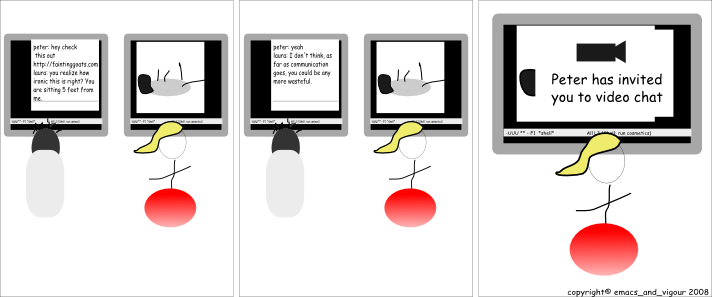 peter: hey check
this out
http://faintinggoats.com
laura: you realize how
ironic this is right? You
are sitting 5 feet from
me.
peter: yeah
laura: I don't think, as
far as communication
goes, you could be any
more wasteful.
Peter has invited
you to video chat
-UUU:** - F1 *shell*
copyright® emacs_and_vigour 2008